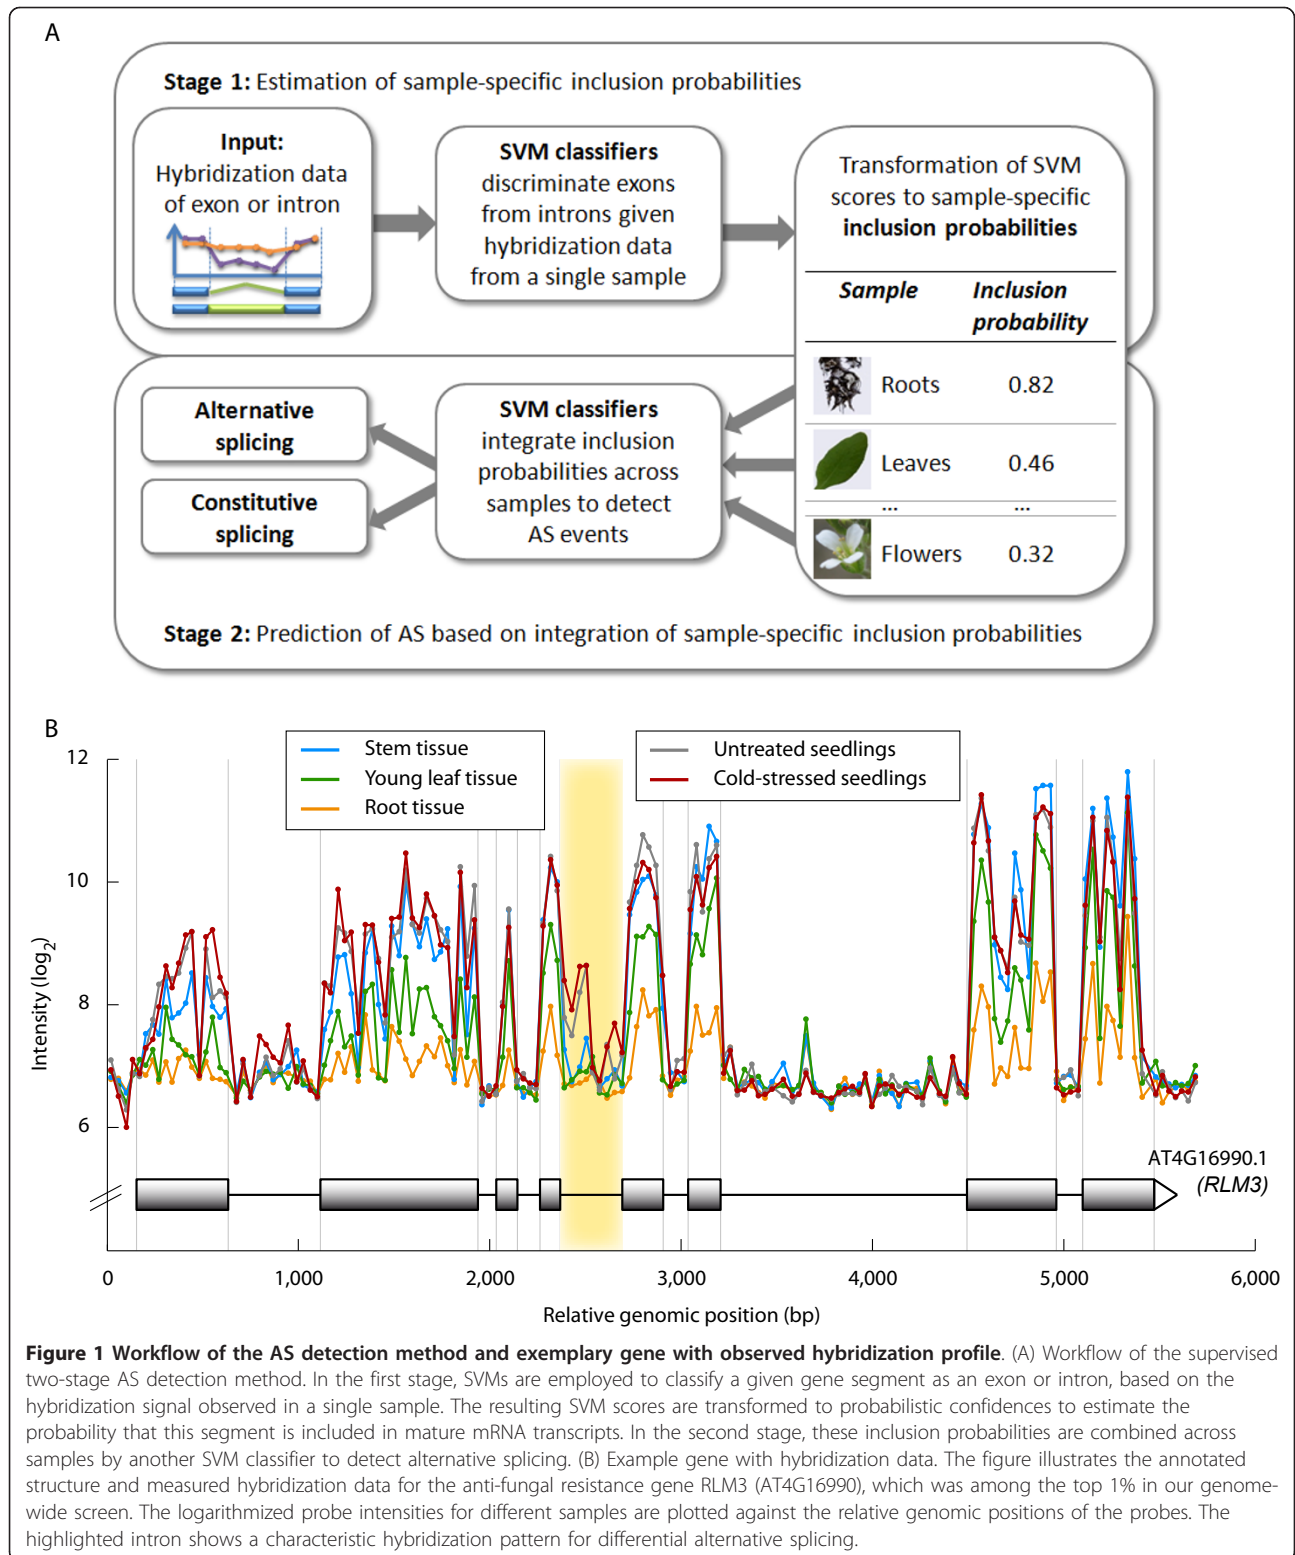 A
Stage 1: Estimation of sample-specific inclusion probabilities
Input:
Hybridization data
of exon or intron
SVM classifiers
discriminate exons
from introns given
hybridization data
from a single sample
Transformation of SVM
scores to sample-specific
inclusion probabilities
Sample Inclusion
probability
Roots 0.82
Leaves 0.46
... ...
Flowers 0.32
SVM classifiers
integrate inclusion
probabilities across
samples to detect
AS events
Alternative
splicing
Constitutive
splicing
Stage 2: Prediction of AS based on integration of sample-specific inclusion probabilities
B
Stem tissue
Young leaf tissue
Root tissue
Untreated seedlings
Cold-stressed seedlings
12
10
8
6
Intensity (log2)
AT4G16990.1
(RLM3)
0 1,000 2,000 3,000 4,000 5,000 6,000
Relative genomic position (bp)
Figure 1 Workflow of the AS detection method and exemplary gene with observed hybridization profile. (A) Workflow of the supervised
two-stage AS detection method. In the first stage, SVMs are employed to classify a given gene segment as an exon or intron, based on the
hybridization signal observed in a single sample. The resulting SVM scores are transformed to probabilistic confidences to estimate the
probability that this segment is included in mature mRNA transcripts. In the second stage, these inclusion probabilities are combined across
samples by another SVM classifier to detect alternative splicing. (B) Example gene with hybridization data. The figure illustrates the annotated
structure and measured hybridization data for the anti-fungal resistance gene RLM3 (AT4G16990), which was among the top 1% in our genome-
wide screen. The logarithmized probe intensities for different samples are plotted against the relative genomic positions of the probes. The
highlighted intron shows a characteristic hybridization pattern for differential alternative splicing.